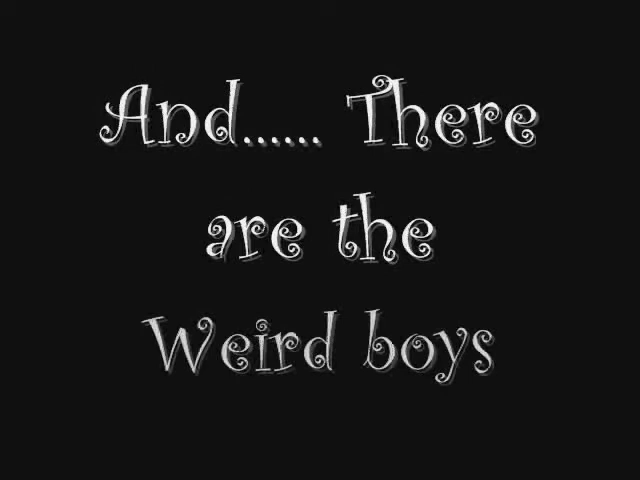 And...... There
are the
Weird boys